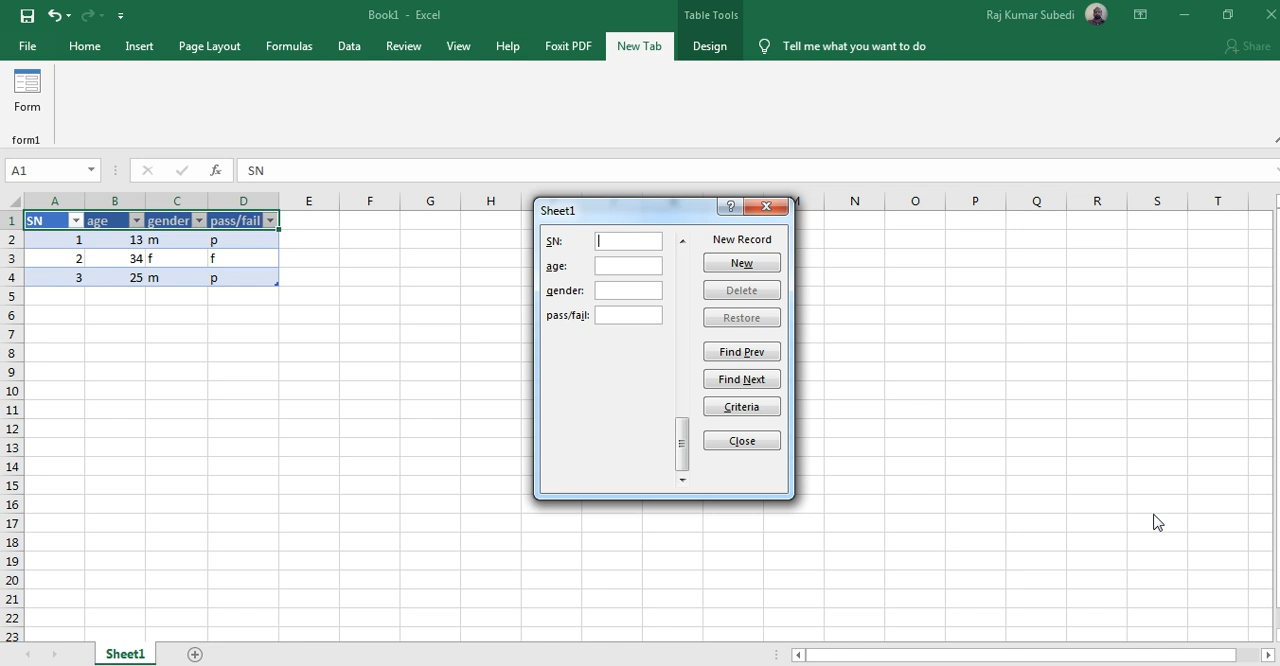 Book1 - Excel
Table Tools
Raj Kumar Subedi
File Home Insert Page Layout Formulas Data Review View Help Foxit PDF New Tab Design Tell me what you want to do Share
Form
form1
A1 fx SN
A B C D E F G H I J K L M N O P Q R S T
1 SN age gender pass/fail
2 1 13 m p
3 2 34 f f
4 3 25 m p
5
6
7
8
9
10
11
12
13
14
15
16
17
18
19
20
21
22
23
Sheet1
SN:
age:
gender:
pass/fail:
New Record
New
Delete
Restore
Find Prev
Find Next
Criteria
Close
Sheet1